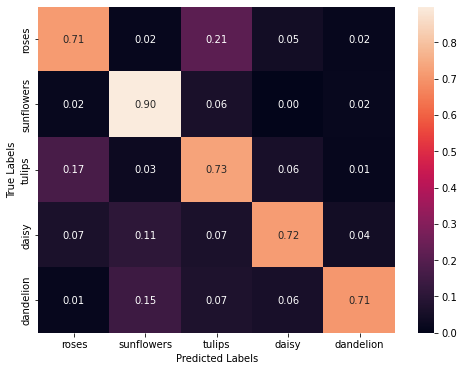 True Labels
roses 0.71 0.02 0.21 0.05 0.02
sunflowers 0.02 0.90 0.06 0.00 0.02
tulips 0.17 0.03 0.73 0.06 0.01
daisy 0.07 0.11 0.07 0.72 0.04
dandelion 0.01 0.15 0.07 0.06 0.71
roses sunflowers tulips daisy dandelion
Predicted Labels
0.8
0.7
0.6
0.5
0.4
0.3
0.2
0.1
0.0